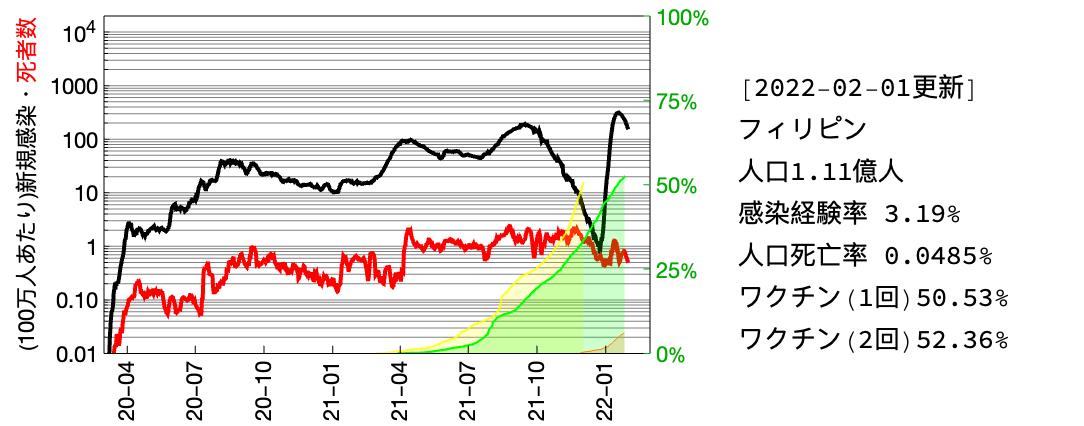 (100万人あたり)新規感染・死者数
10^4
1000
100
10
1
0.10
0.01
100%
75%
50%
25%
0%
20-04
20-07
20-10
21-01
21-04
21-07
21-10
22-01
[2022-02-01更新]
フィリピン
人口1.11億人
感染経験率 3.19%
人口死亡率 0.0485%
ワクチン(1回)50.53%
ワクチン(2回)52.36%